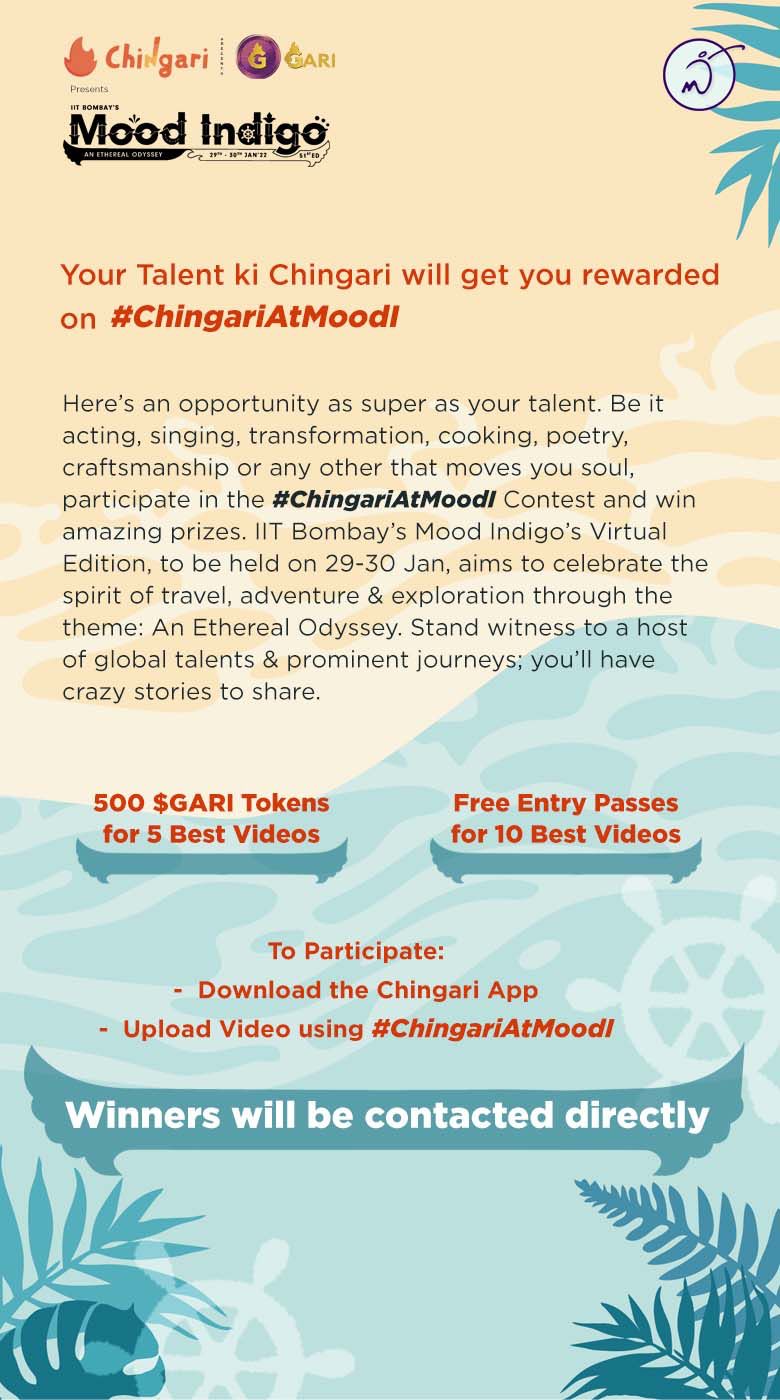 Chingari
PRESENTS
GARI
Presents
IIT BOMBAY'S
Mood Indigo
AN ETHEREAL ODYSSEY
29TH - 30TH JAN'22
51ST ED
Your Talent ki Chingari will get you rewarded
on #ChingariAtMoodI
Here's an opportunity as super as your talent. Be it
acting, singing, transformation, cooking, poetry,
craftsmanship or any other that moves you soul,
participate in the #ChingariAtMoodI Contest and win
amazing prizes. IIT Bombay's Mood Indigo's Virtual
Edition, to be held on 29-30 Jan, aims to celebrate the
spirit of travel, adventure & exploration through the
theme: An Ethereal Odyssey. Stand witness to a host
of global talents & prominent journeys; you'll have
crazy stories to share.
500 $GARI Tokens
for 5 Best Videos
Free Entry Passes
for 10 Best Videos
To Participate:
- Download the Chingari App
- Upload Video using #ChingariAtMoodI
Winners will be contacted directly